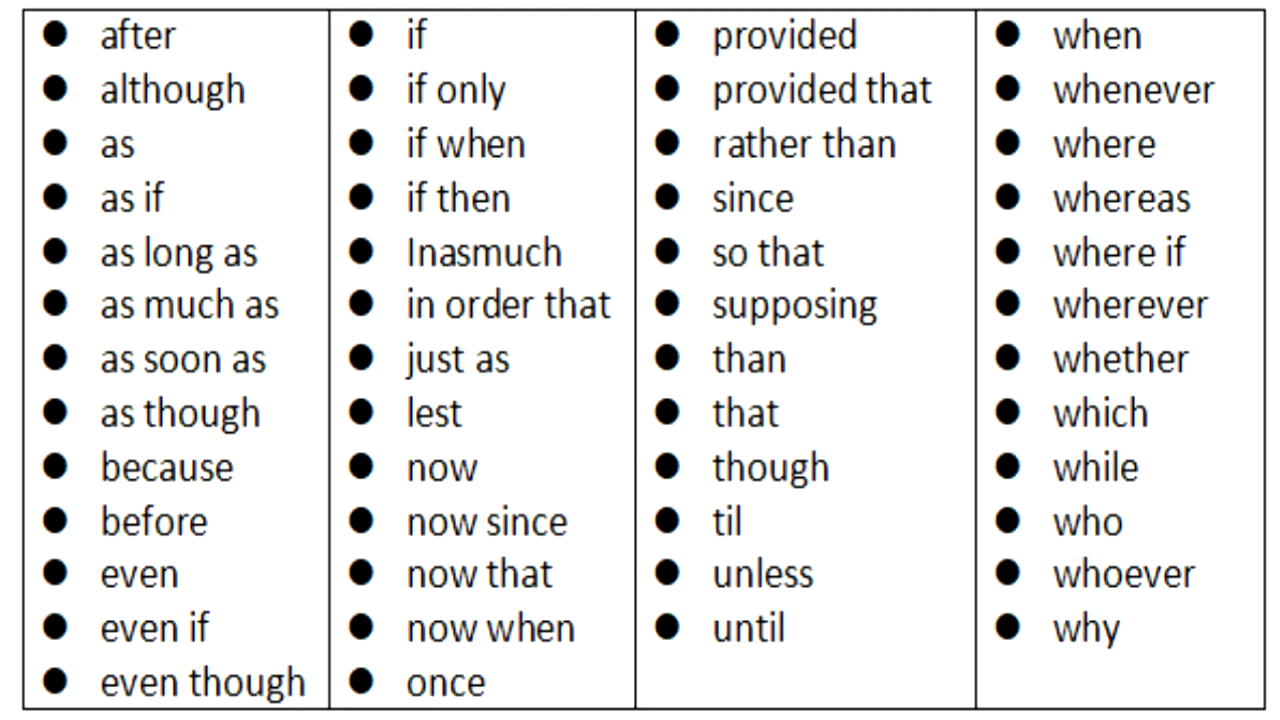 ● after
● although
● as
● as if
● as long as
● as much as
● as soon as
● as though
● because
● before
● even
● even if
● even though
● if
● if only
● if when
● if then
● Inasmuch
● in order that
● just as
● lest
● now
● now since
● now that
● now when
● once
● provided
● provided that
● rather than
● since
● so that
● supposing
● than
● that
● though
● til
● unless
● until
● when
● whenever
● where
● whereas
● where if
● wherever
● whether
● which
● while
● who
● whoever
● why